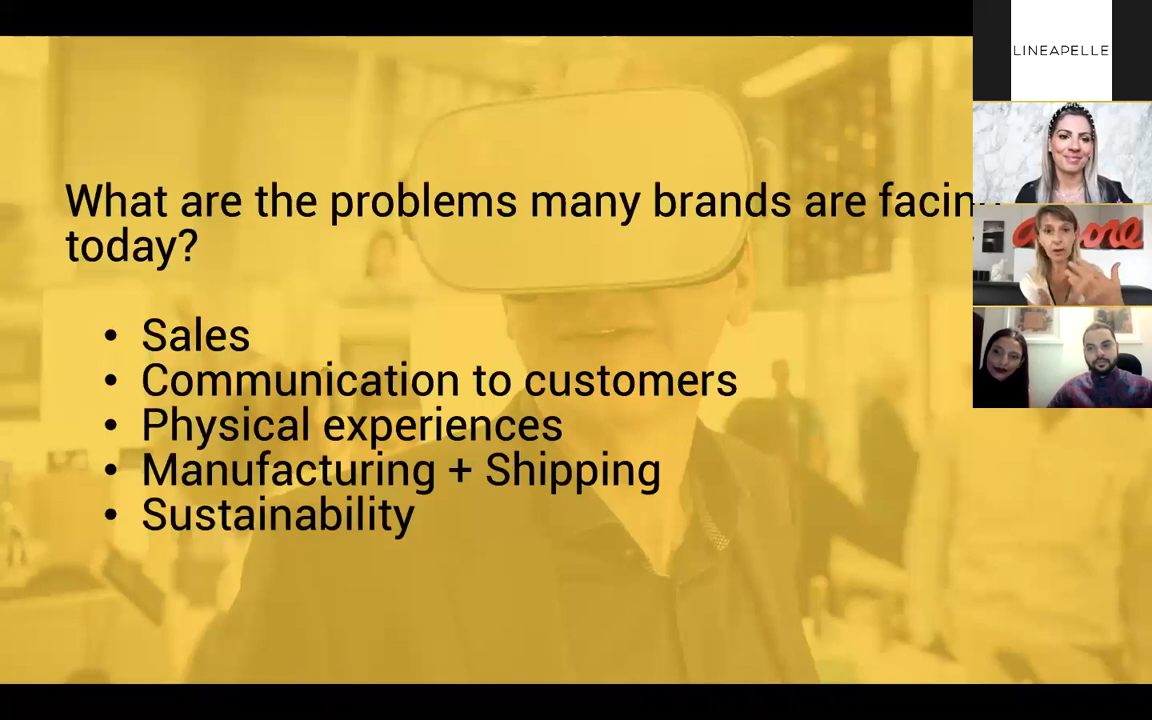 LINEAPELLE
What are the problems many brands are facin
today?
• Sales
• Communication to customers
• Physical experiences
• Manufacturing + Shipping
• Sustainability